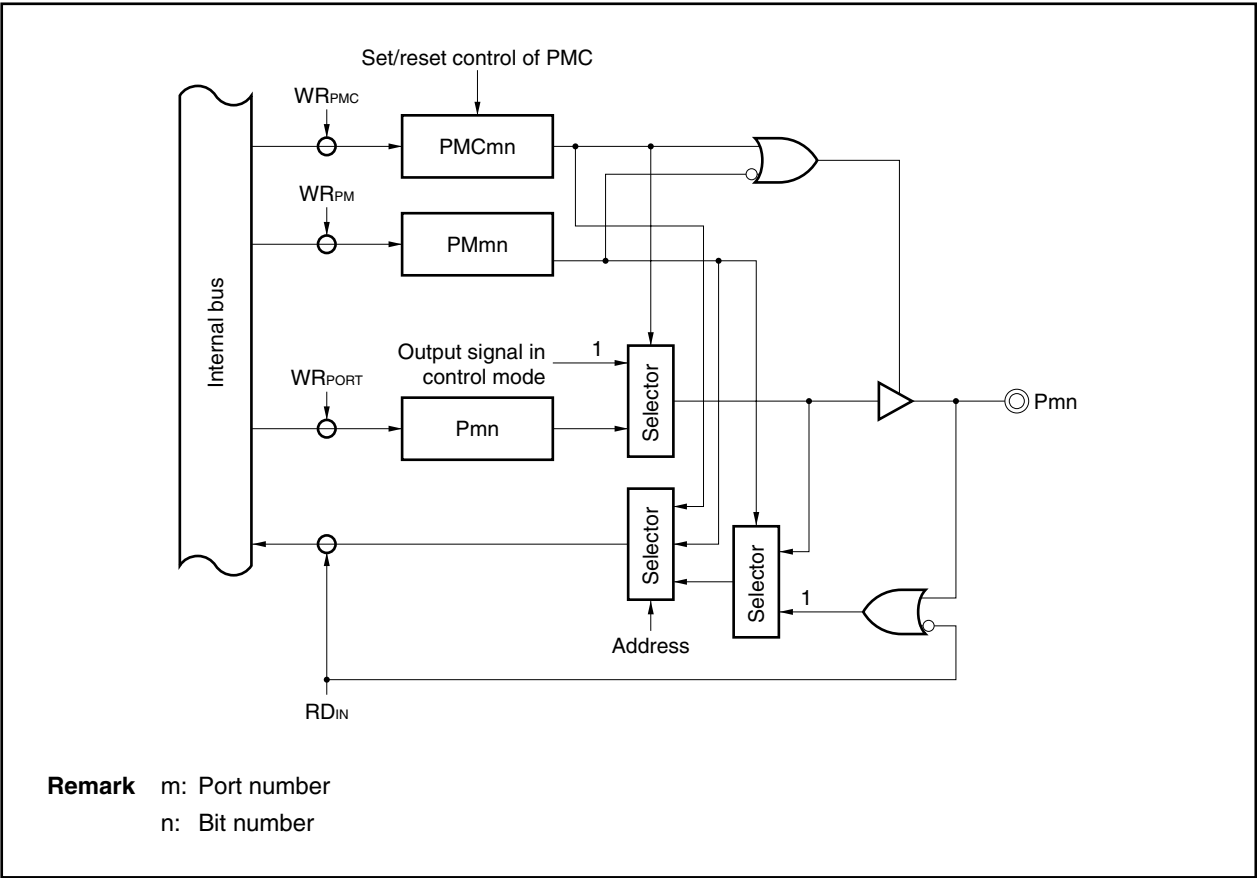 Set/reset control of PMC
WRPMC
PMCmn
WRPM
PMmn
Internal bus
Output signal in
control mode
1
Selector
WRPORT
Pmn
Pmn
Selector
Selector
1
Address
RDIN
Remark m: Port number
n: Bit number